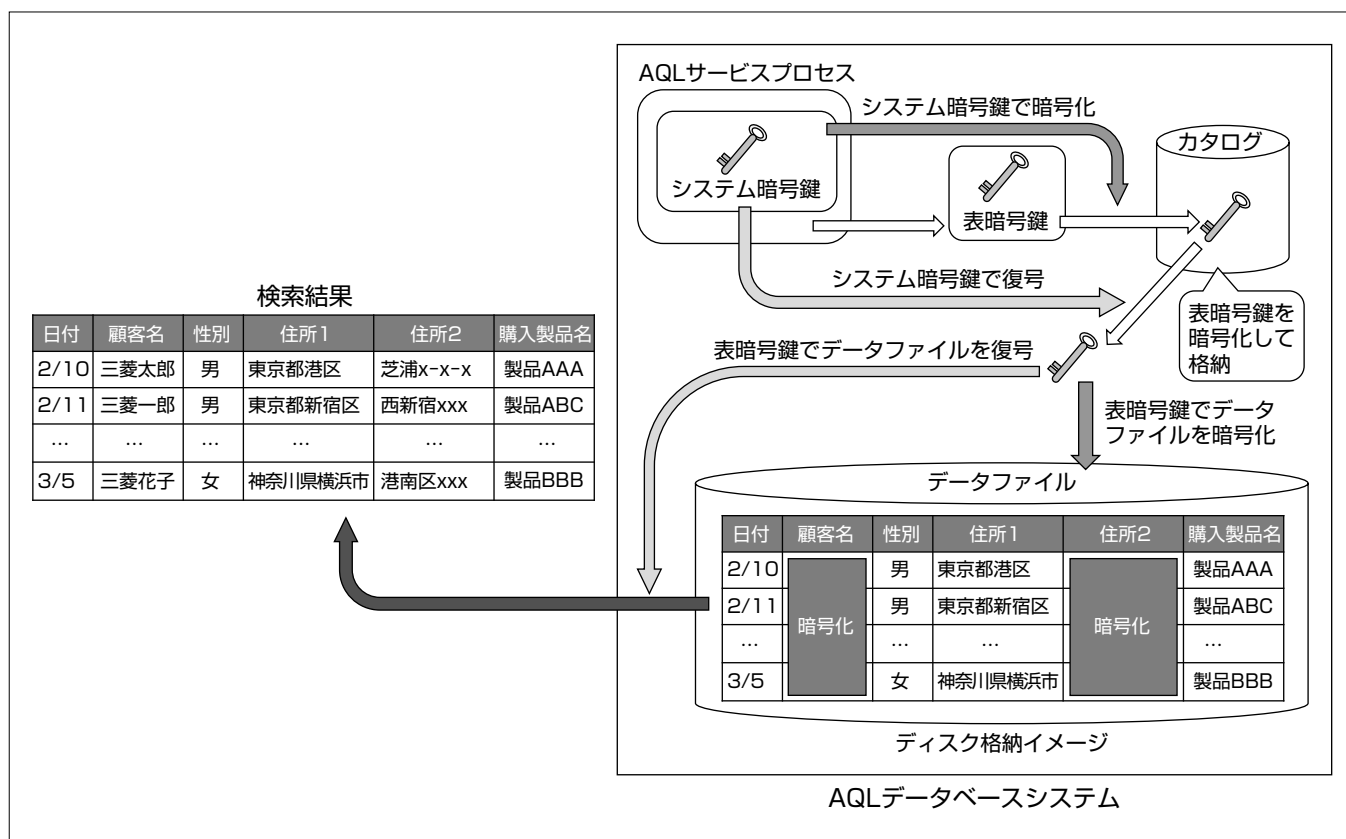 AQLサービスプロセス
システム暗号鍵で暗号化
カタログ
システム暗号鍵
表暗号鍵
システム暗号鍵で復号
表暗号鍵を
暗号化して
格納
検索結果
日付 顧客名 性別 住所1 住所2 購入製品名
2/10 三菱太郎 男 東京都港区 芝浦x-x-x 製品AAA
2/11 三菱一郎 男 東京都新宿区 西新宿xxx 製品ABC
… … … … … …
3/5 三菱花子 女 神奈川県横浜市 港南区xxx 製品BBB
表暗号鍵でデータファイルを復号
表暗号鍵でデータ
ファイルを暗号化
データファイル
日付 顧客名 性別 住所1 住所2 購入製品名
2/10 男 東京都港区 製品AAA
2/11 男 東京都新宿区 製品ABC
暗号化 暗号化
… … … …
3/5 女 神奈川県横浜市 製品BBB
ディスク格納イメージ
AQLデータベースシステム